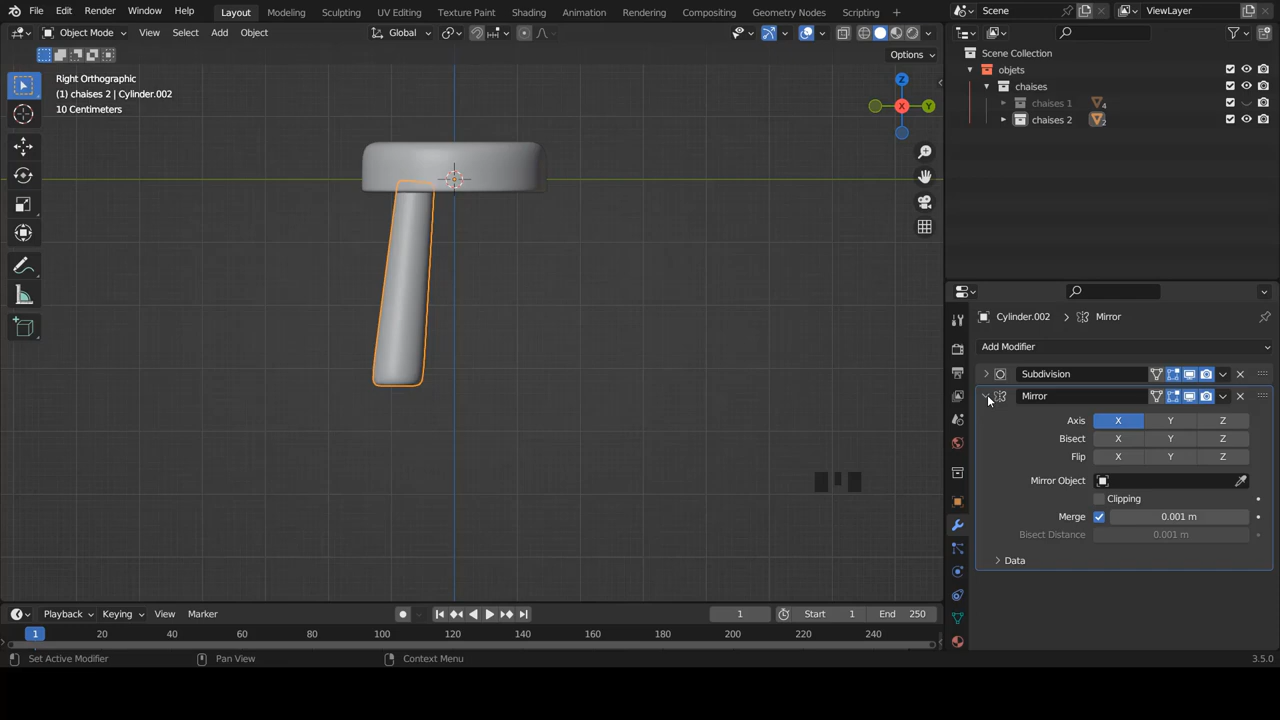 File Edit Render Window Help Layout Modeling Sculpting UV Editing Texture Paint Shading Animation Rendering Compositing Geometry Nodes Scripting + Scene ViewLayer
Object Mode View Select Add Object Global
Options
Right Orthographic
(1) chaises 2 | Cylinder.002
10 Centimeters
Z
X
Y
Scene Collection
objets
chaises
chaises 1 4
chaises 2 2
Cylinder.002 > Mirror
Add Modifier
Subdivision
Mirror
Axis X Y Z
Bisect X Y Z
Flip X Y Z
Mirror Object
Clipping
Merge 0.001 m
Bisect Distance 0.001 m
Data
Playback Keying View Marker 1 Start 1 End 250
1 20 40 60 80 100 120 140 160 180 200 220 240
Set Active Modifier Pan View Context Menu 3.5.0